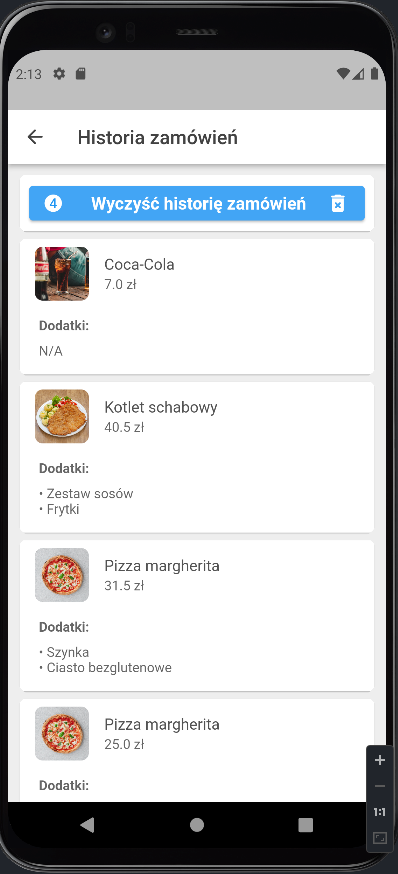 2:13
Historia zamówień
4 Wyczyść historię zamówień
Coca-Cola
7.0 zł
Dodatki:
N/A
Kotlet schabowy
40.5 zł
Dodatki:
• Zestaw sosów
• Frytki
Pizza margherita
31.5 zł
Dodatki:
• Szynka
• Ciasto bezglutenowe
Pizza margherita
25.0 zł
Dodatki:
1:1